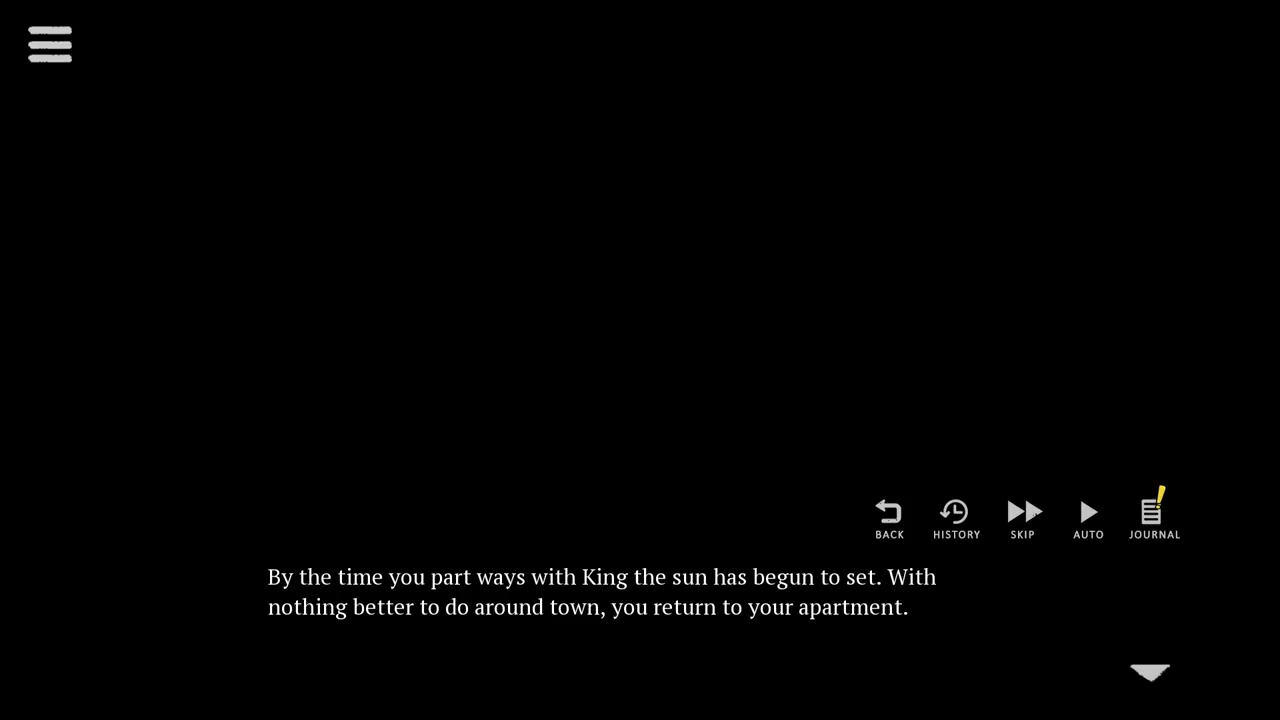 BACK
HISTORY
SKIP
AUTO
JOURNAL
By the time you part ways with King the sun has begun to set. With
nothing better to do around town, you return to your apartment.